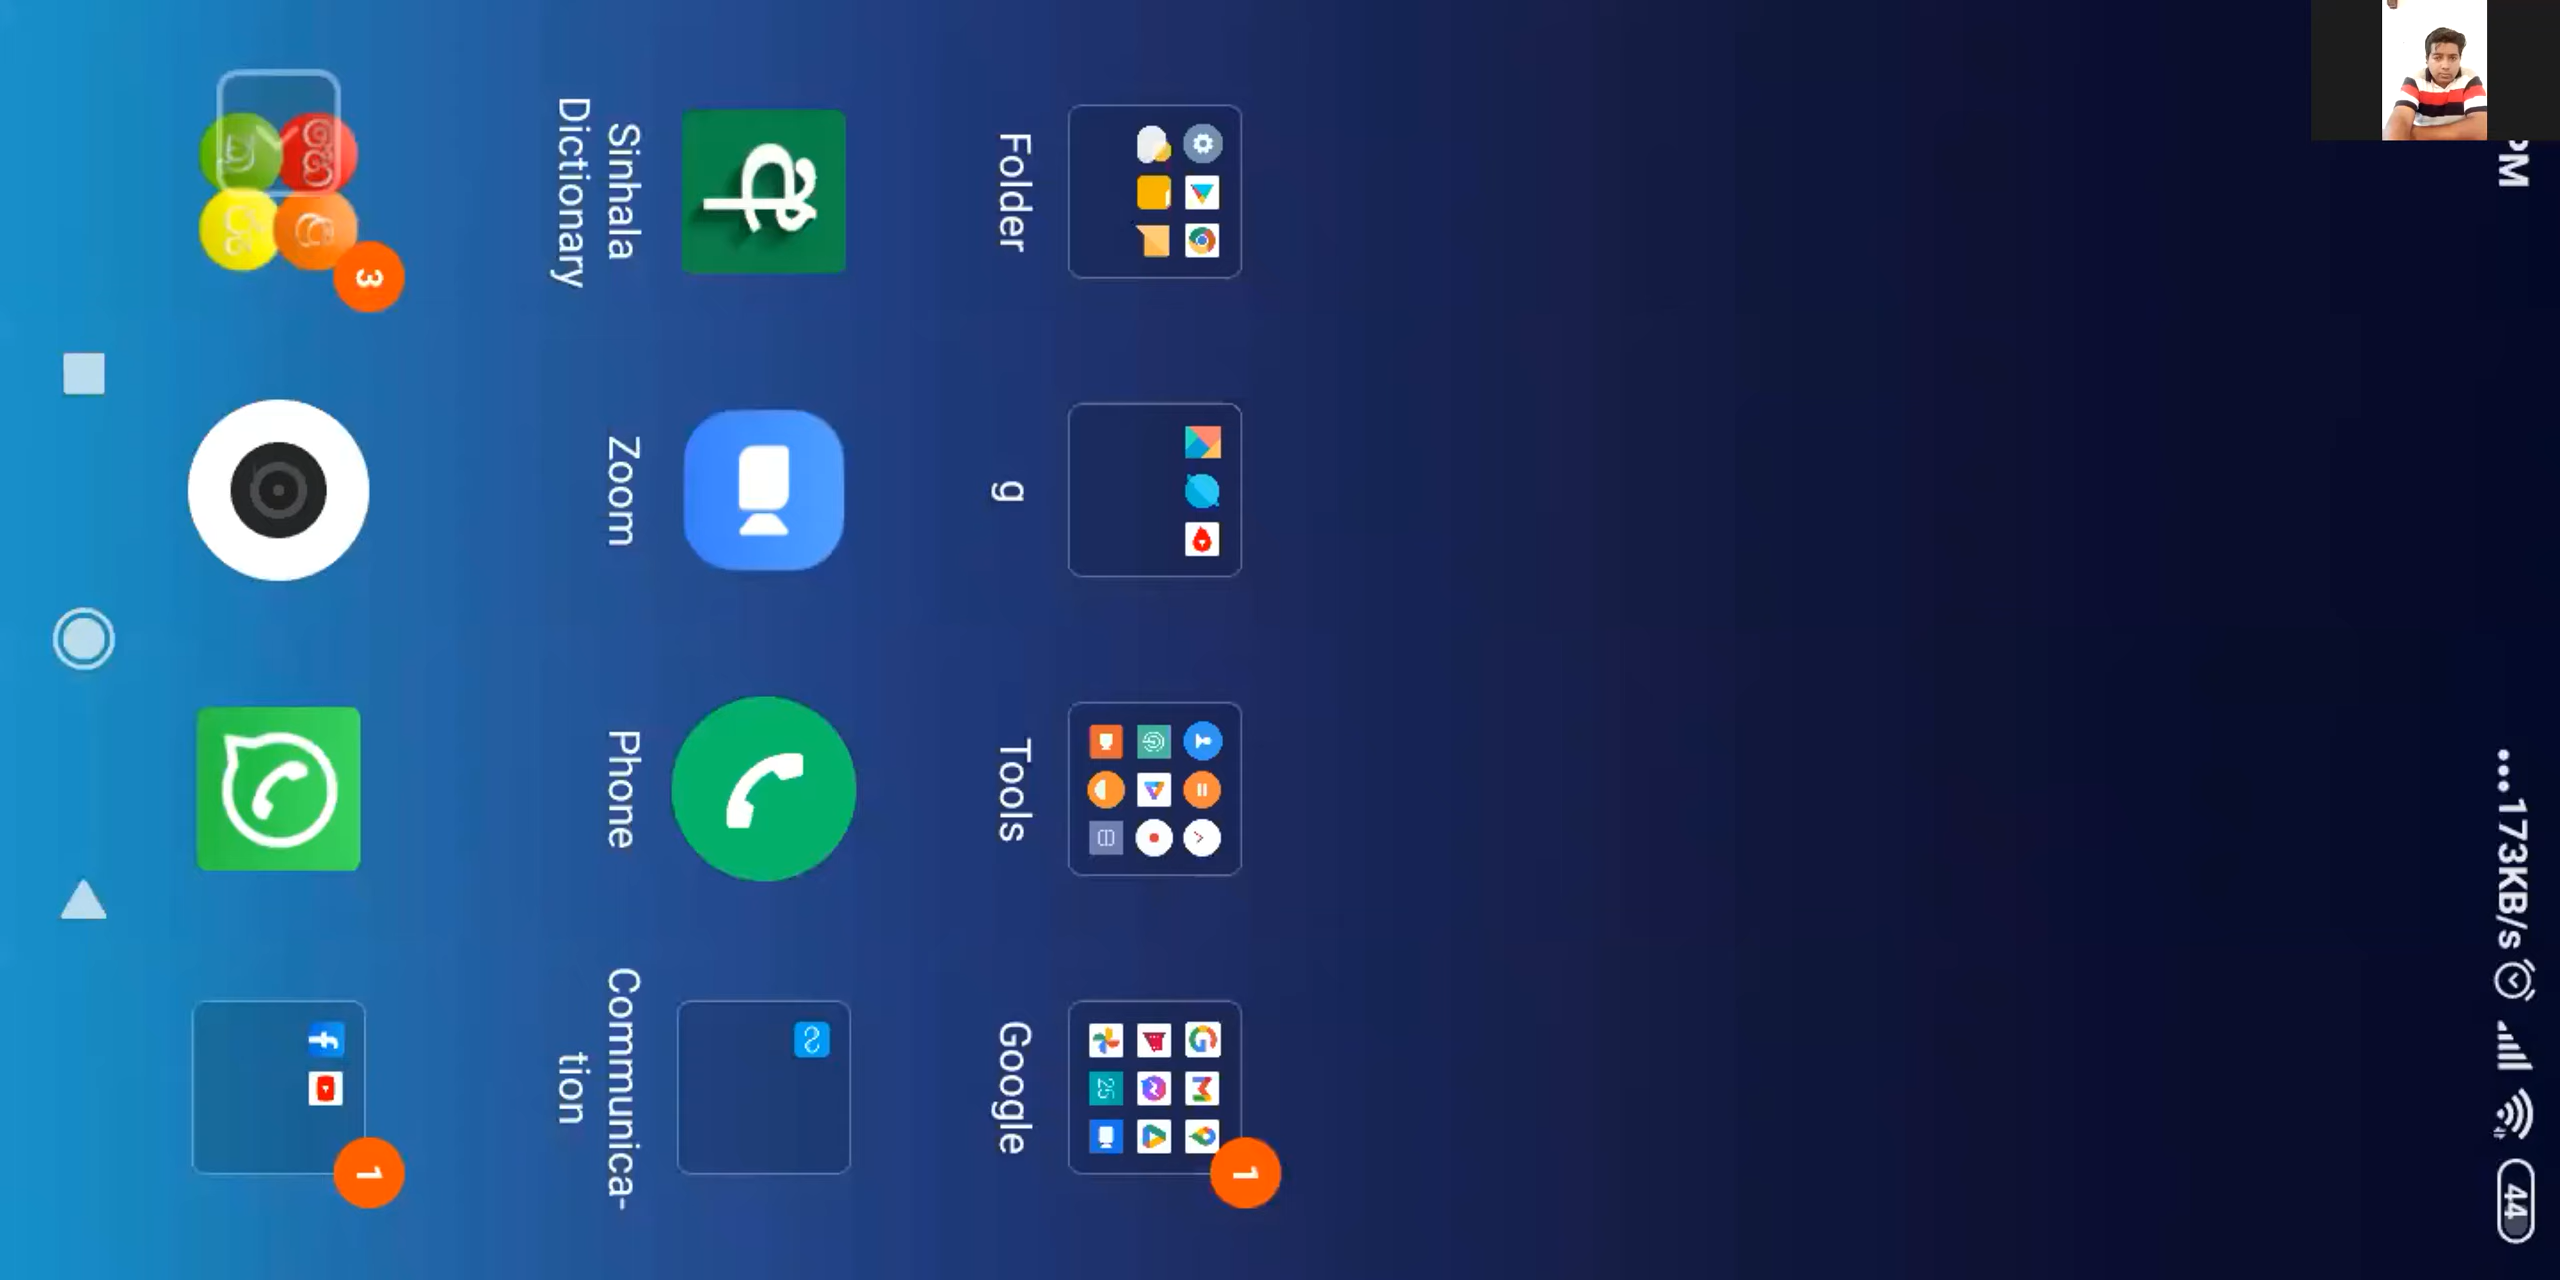 PM
...173KB/s
44
Folder
g
Tools
Google
1
Sinhala
Dictionary
Zoom
Phone
Communica-
tion
3
1